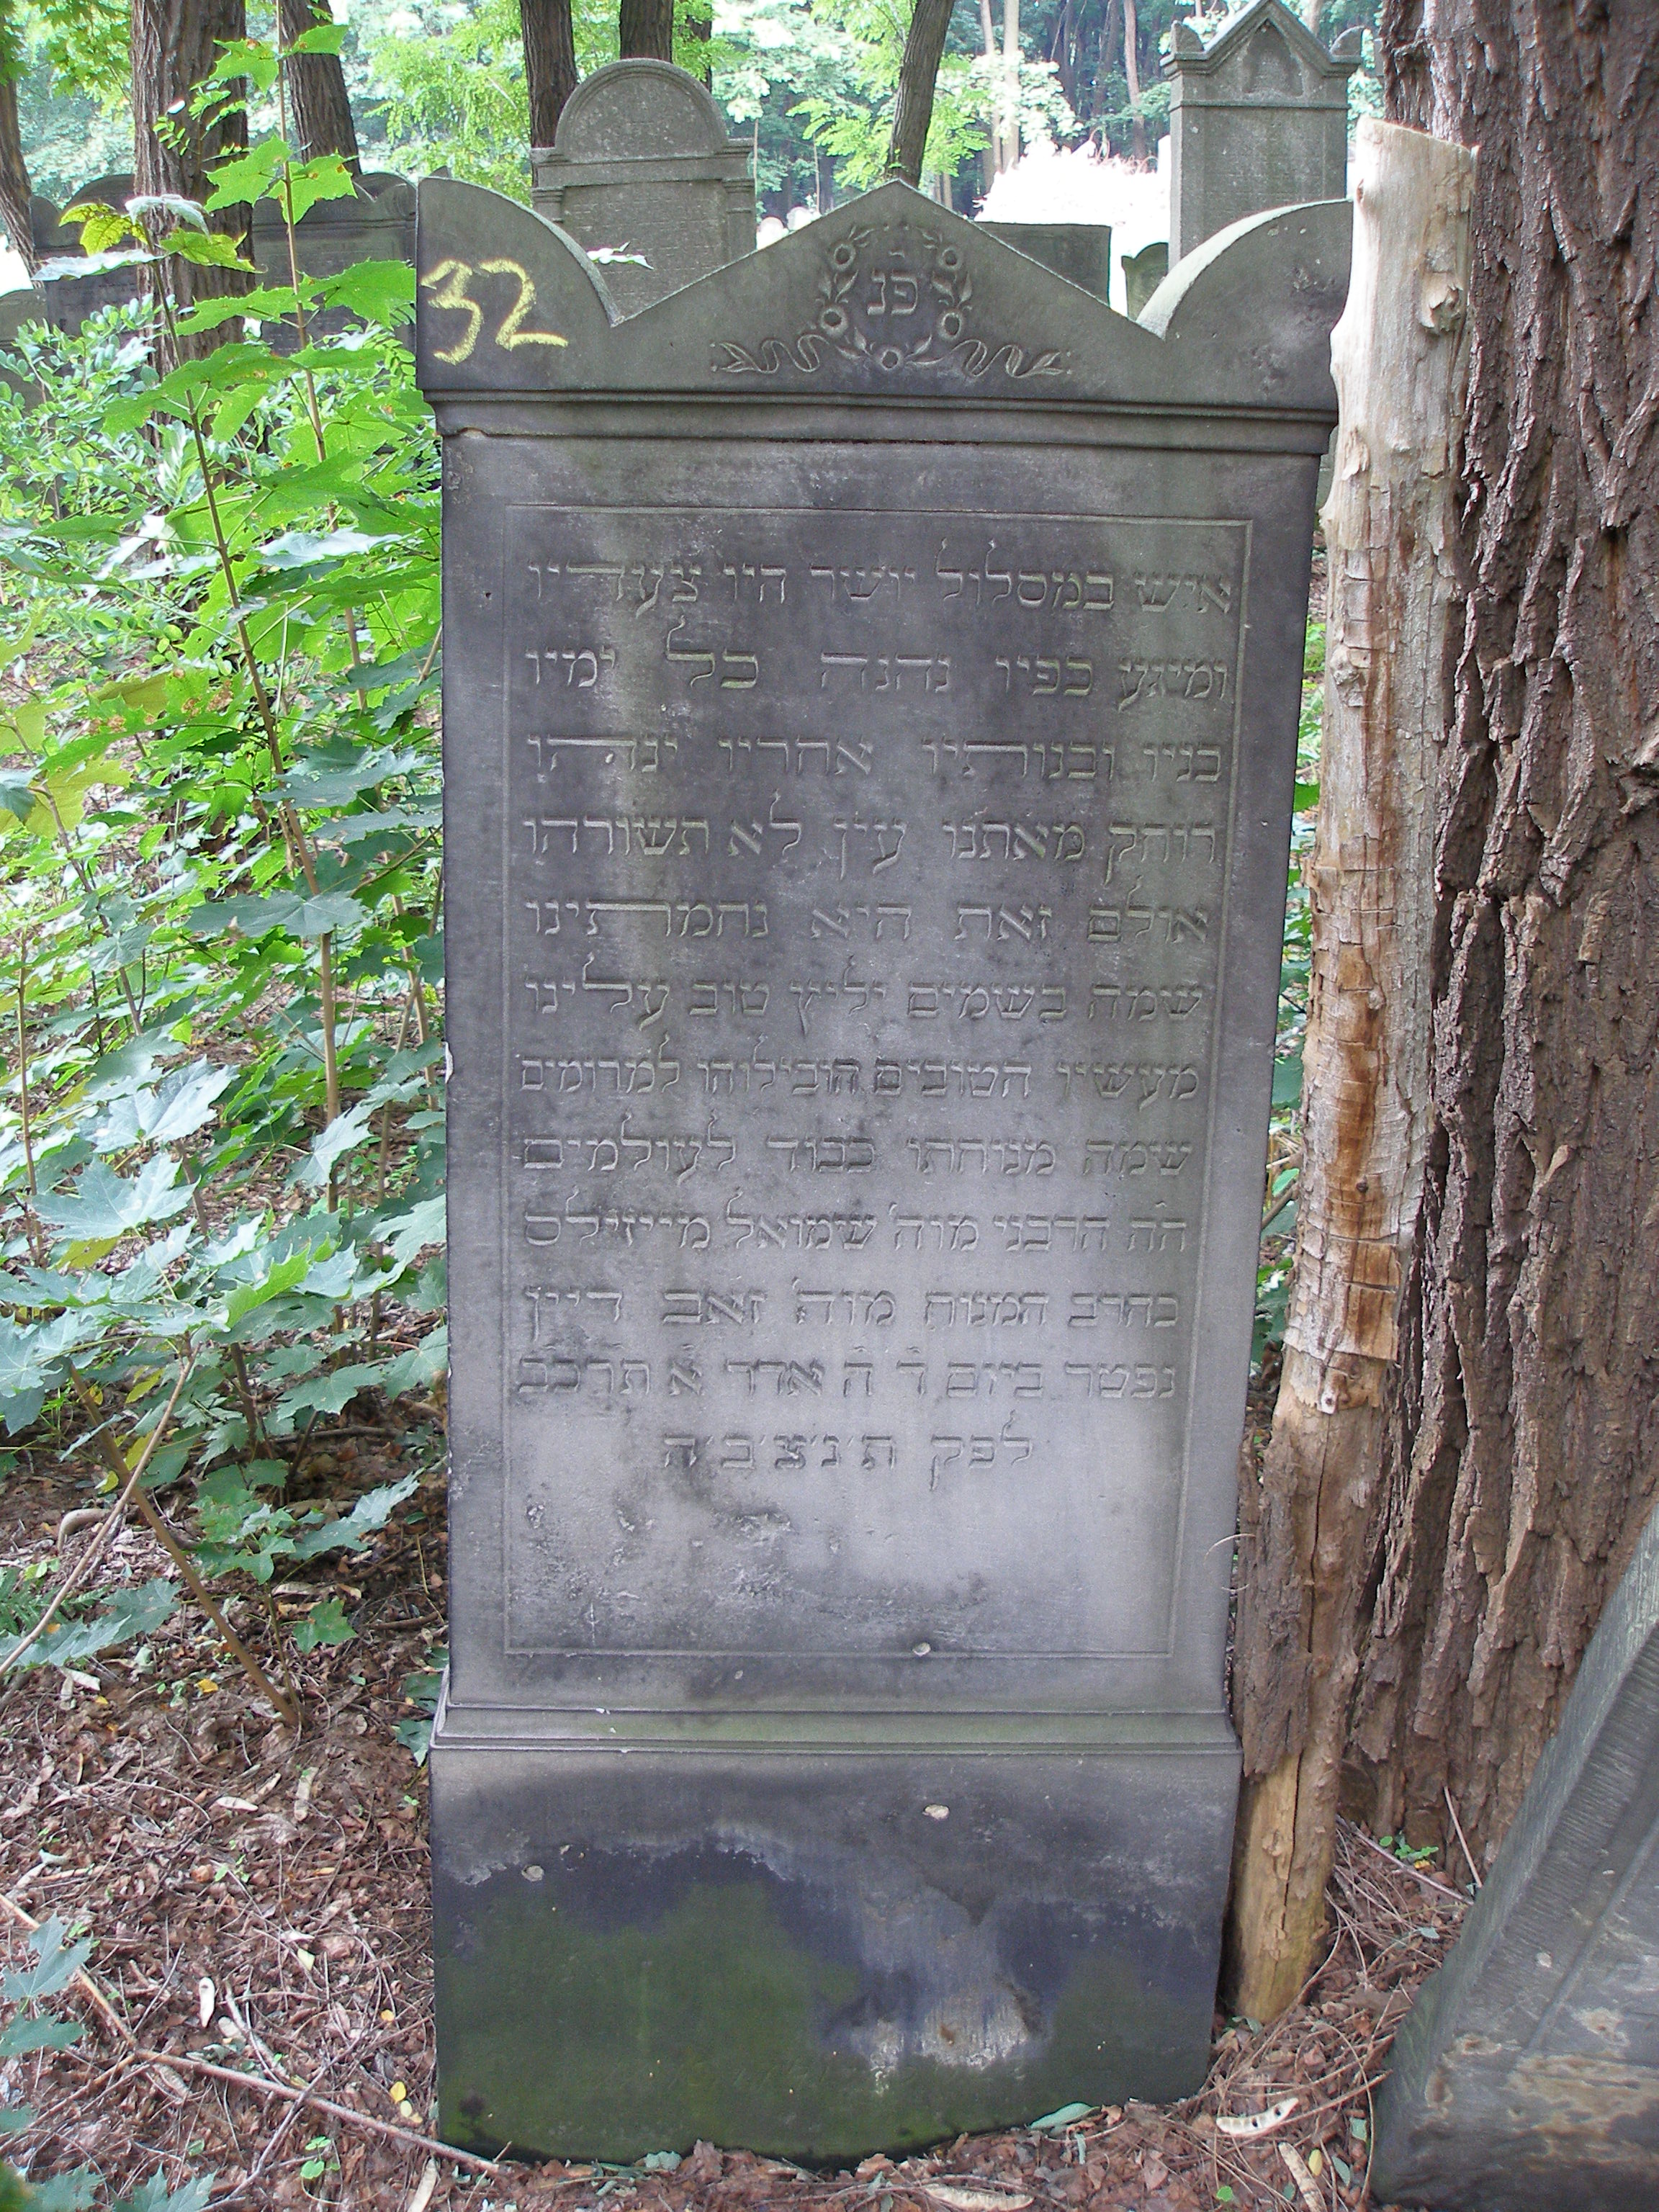 32
פנ
איש במסלול יושר היו צעדיו
ומיגע כפיו נהנה כל ימיו
בניו ובנותיו אחריו ינההו
רוחק מאתנו עין לא תשורהו
אולם זאת היא נחמתינו
שמה בשמים יליץ טוב עלינו
מעשיו הטובים הובילוהו למרומים
שמה מנוחתו כבוד לעולמים
הה הרבני מוה׳ שמואל מייזילס
בהרב המנוח מוה׳ זאב דיין
נפטר ביום ד ה אדר א תרכב
לפק ת׳נ׳צ׳ב׳ה